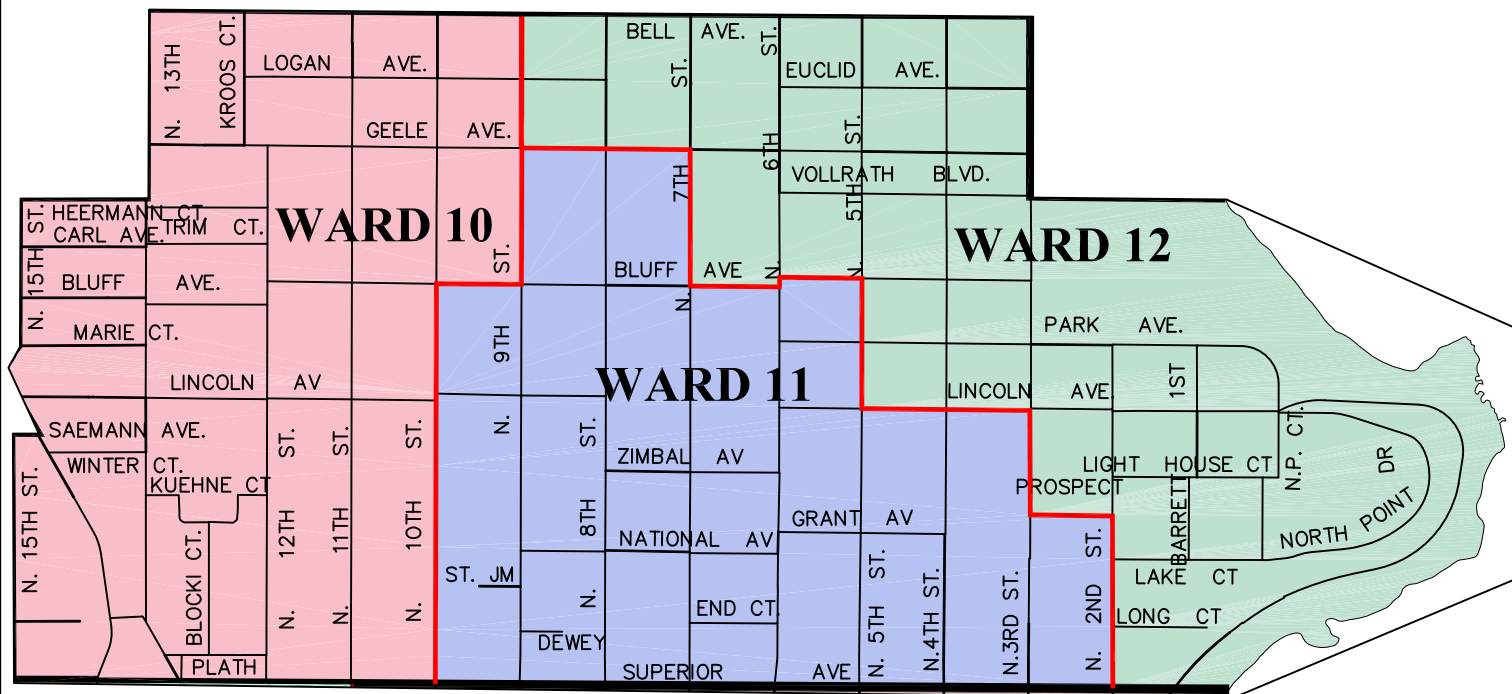 BELL AVE.
N. 13TH
KROOS CT.
LOGAN AVE.
EUCLID AVE.
GEELE AVE.
N. 7TH ST.
N. 6TH ST.
N. 5TH ST.
VOLLRATH BLVD.
N. 15TH ST.
HEERMANN CT.
CARL AVE.
TRIM CT.
WARD 10
WARD 12
BLUFF AVE.
BLUFF AVE
MARIE CT.
N. 9TH ST.
PARK AVE.
LINCOLN AV
WARD 11
LINCOLN AVE.
1ST
SAEMANN AVE.
WINTER CT.
KUEHNE CT
N. 15TH ST.
BLOCKI CT.
N. 12TH ST.
N. 11TH ST.
N. 10TH ST.
N. 8TH ST.
ZIMBAL AV
LIGHT HOUSE CT
N.P. CT.
PROSPECT
BARRETT
NORTH POINT DR
GRANT AV
NATIONAL AV
ST. JM
END CT.
N. 5TH ST.
N.4TH ST.
N.3RD ST.
N. 2ND ST.
LAKE CT
LONG CT
DEWEY
PLATH
SUPERIOR AVE